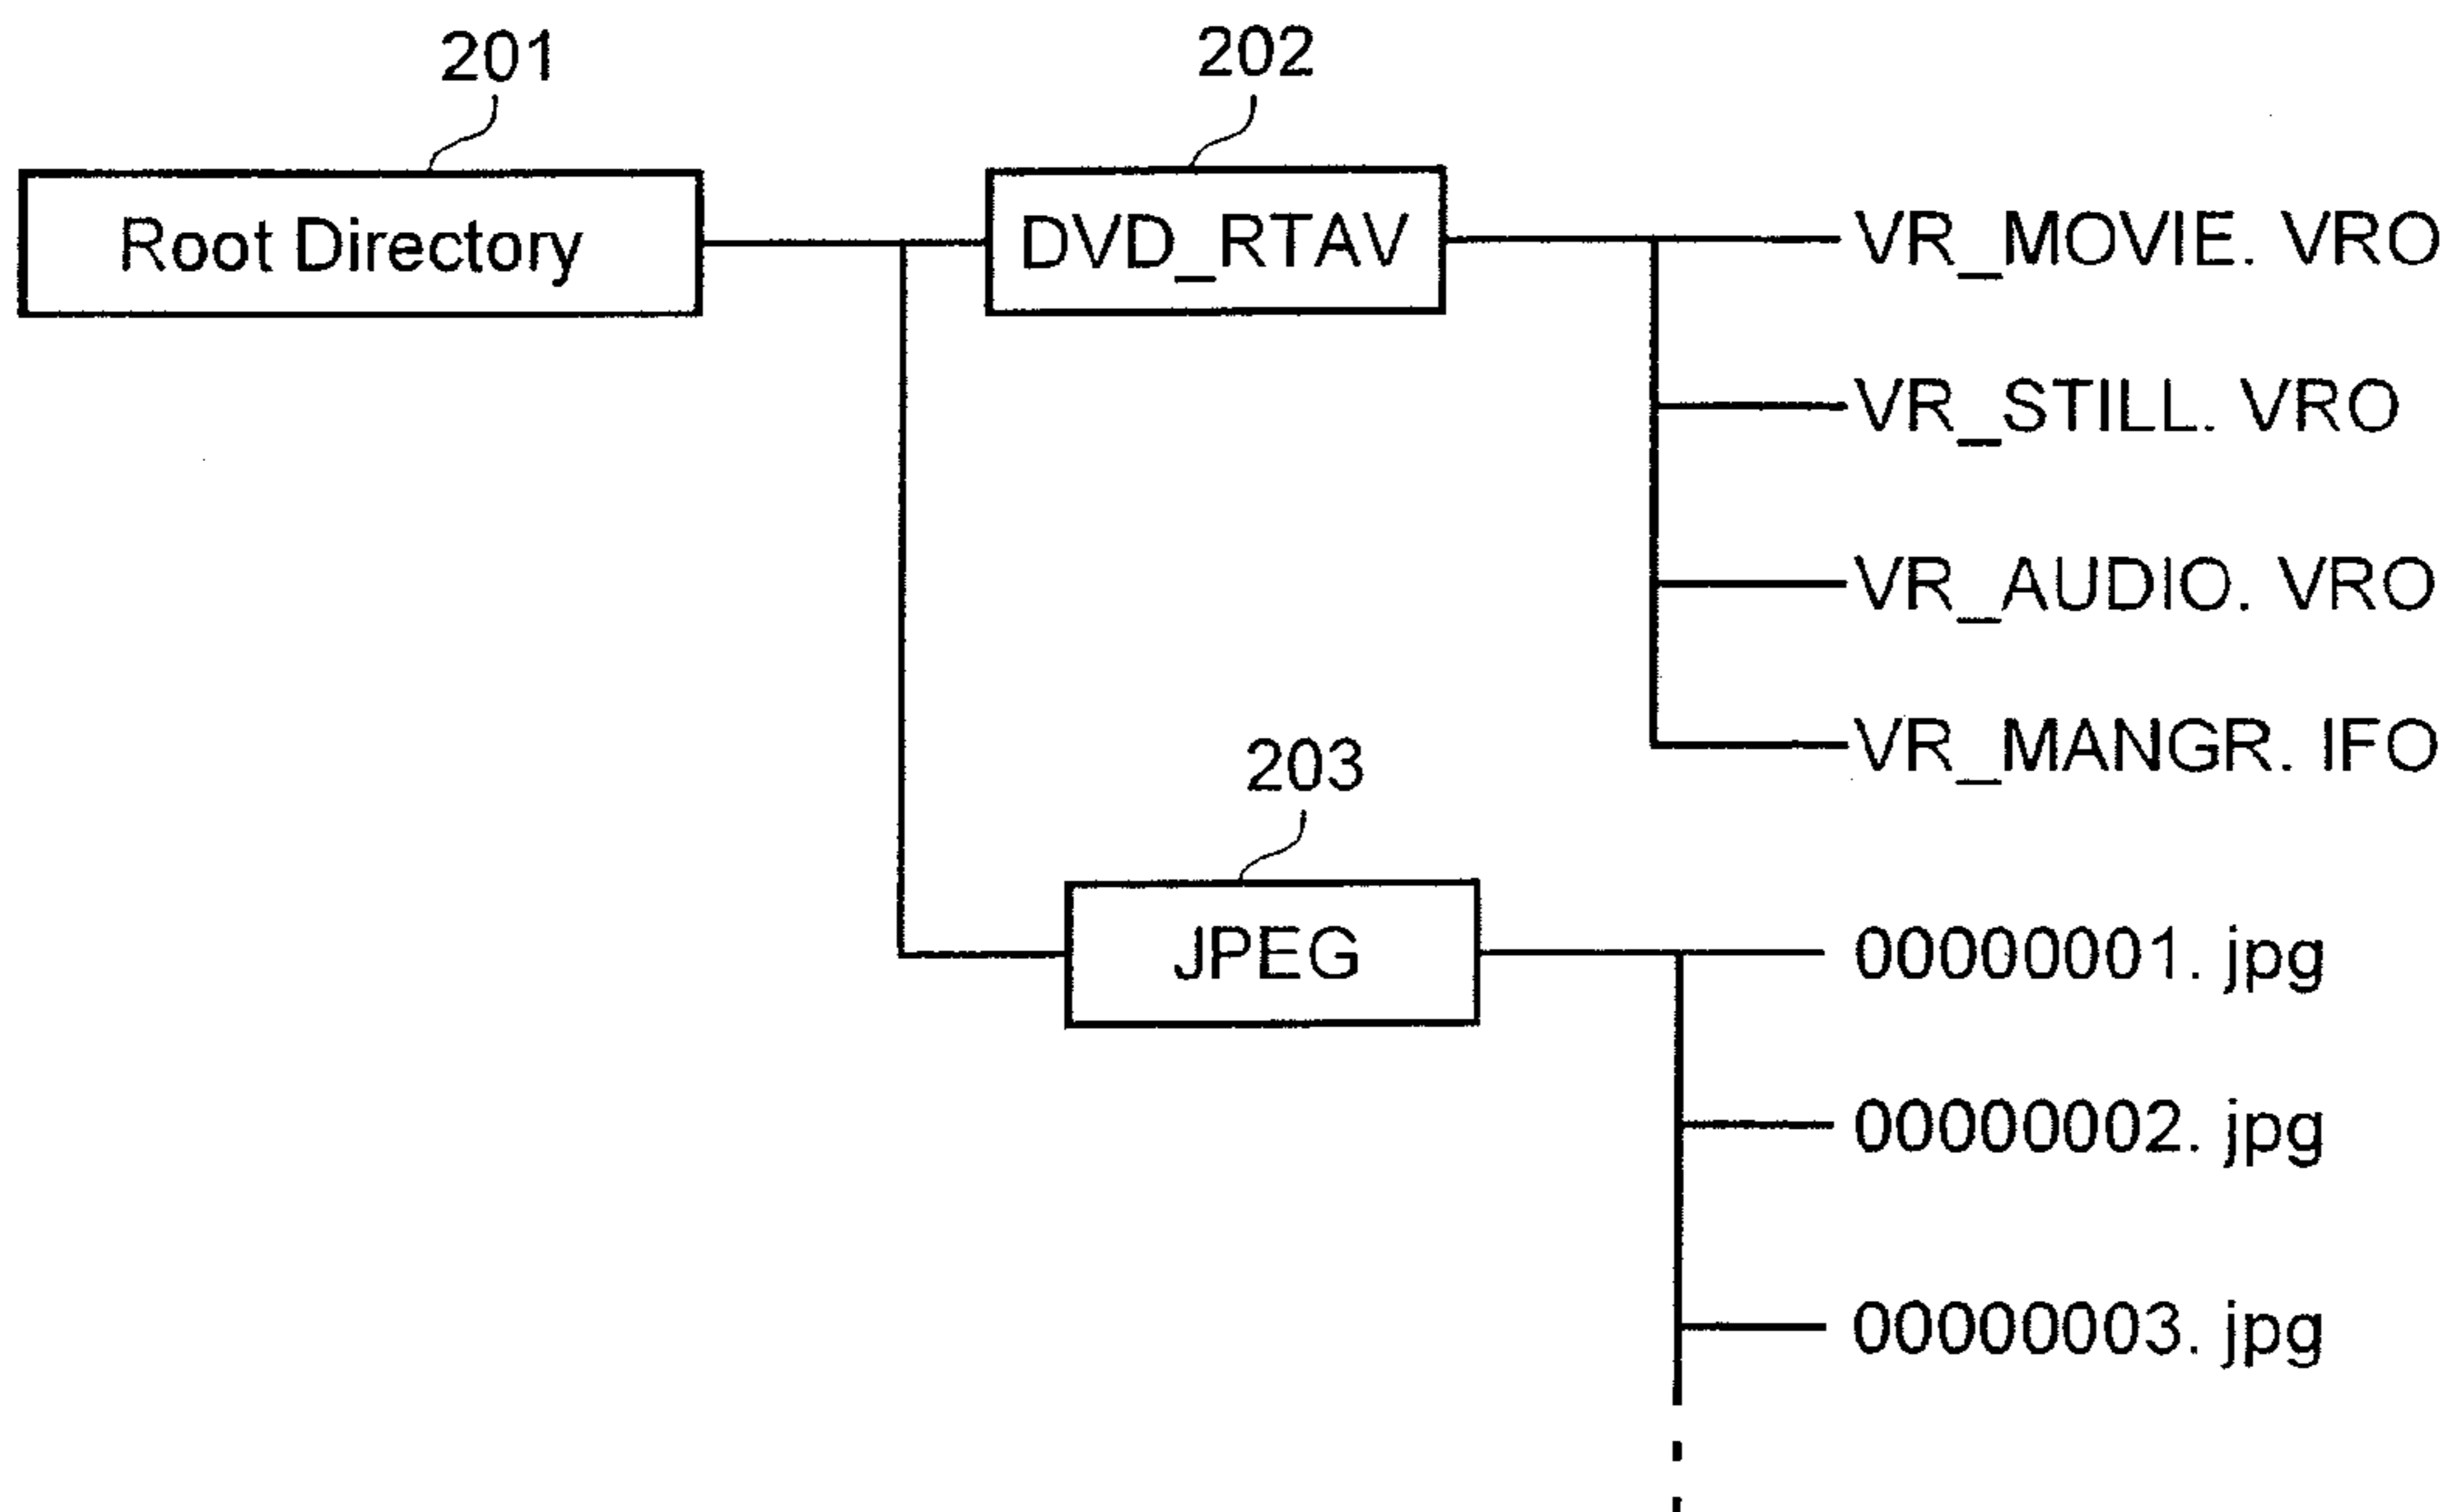 201
202
Root Directory
DVD_RTAV
VR_MOVIE. VRO
VR_STILL. VRO
VR_AUDIO. VRO
VR_MANGR. IFO
203
JPEG
00000001. jpg
00000002. jpg
00000003. jpg